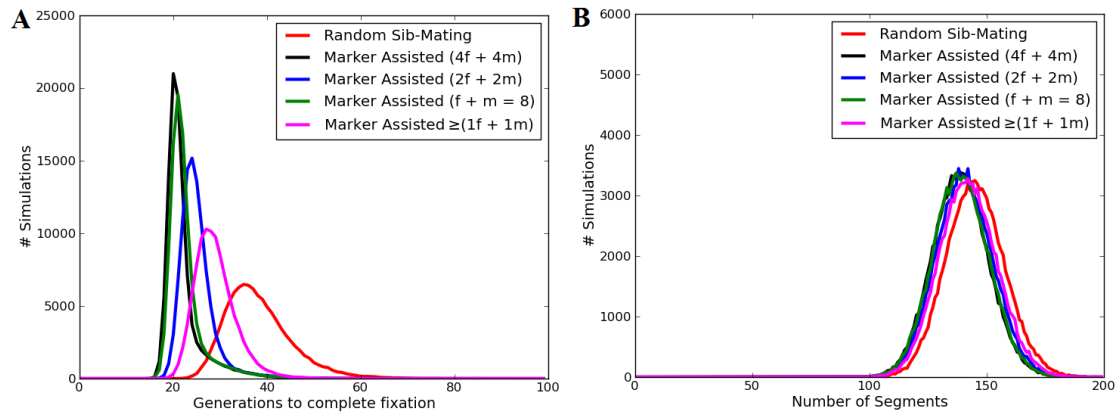 A
25000
20000
15000
10000
5000
0
# Simulations
Random Sib-Mating
Marker Assisted (4f + 4m)
Marker Assisted (2f + 2m)
Marker Assisted (f + m = 8)
Marker Assisted ≥(1f + 1m)
0 20 40 60 80 100
Generations to complete fixation
B
6000
5000
4000
3000
2000
1000
0
# Simulations
Random Sib-Mating
Marker Assisted (4f + 4m)
Marker Assisted (2f + 2m)
Marker Assisted (f + m = 8)
Marker Assisted ≥(1f + 1m)
0 50 100 150 200
Number of Segments